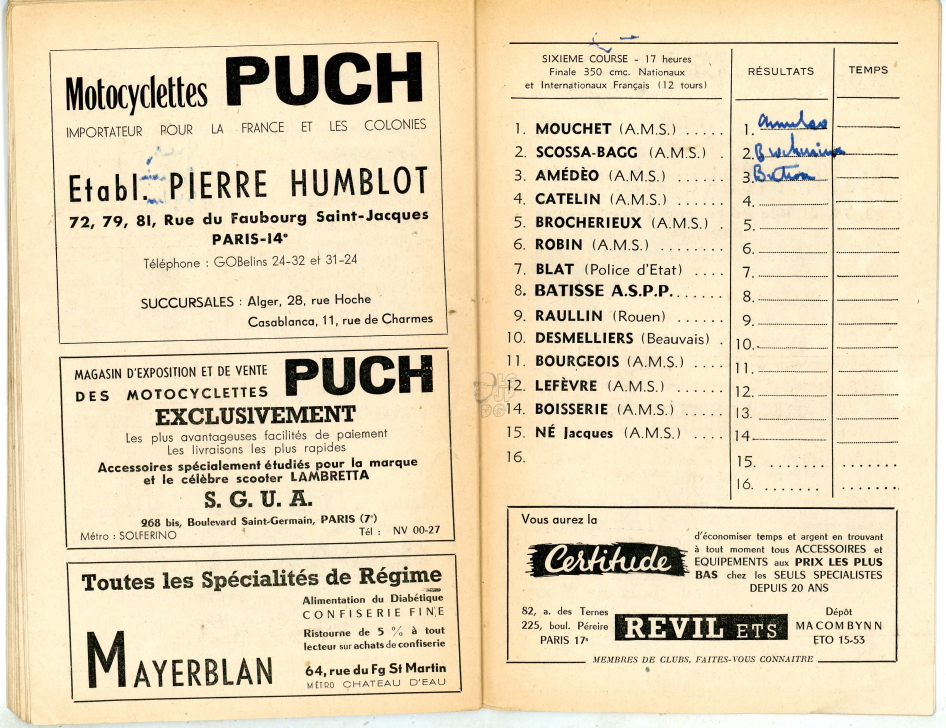 Motocyclettes PUCH
IMPORTATEUR POUR LA FRANCE ET LES COLONIES
Etabl. PIERRE HUMBLOT
72, 79, 81, Rue du Faubourg Saint-Jacques
PARIS-14e
Téléphone : GOBelins 24-32 et 31-24
SUCCURSALES : Alger, 28, rue Hoche
Casablanca, 11, rue de Charmes
MAGASIN D'EXPOSITION ET DE VENTE
DES MOTOCYCLETTES PUCH
EXCLUSIVEMENT
Les plus avantageuses facilités de paiement
Les livraisons les plus rapides
Accessoires spécialement étudiés pour la marque
et le célèbre scooter LAMBRETTA
S. G. U. A.
268 bis, Boulevard Saint-Germain, PARIS (7e)
Métro : SOLFERINO Tél : NV 00-27
Toutes les Spécialités de Régime
Alimentation du Diabétique
CONFISERIE FINE
Ristourne de 5 % à tout
lecteur sur achats de confiserie
MAYERBLAN
64, rue du Fg St Martin
MÉTRO CHATEAU D'EAU
SIXIEME COURSE - 17 heures
Finale 350 cmc. Nationaux
et Internationaux Français (12 tours)
RÉSULTATS TEMPS
1. MOUCHET (A.M.S.) ..... 1.
2. SCOSSA-BAGG (A.M.S.) . 2.
3. AMÉDÈO (A.M.S.) ..... 3.
4. CATELIN (A.M.S.) ..... 4.
5. BROCHERIEUX (A.M.S.) . 5.
6. ROBIN (A.M.S.) ...... 6.
7. BLAT (Police d'Etat) .... 7.
8. BATISSE A.S.P.P....... 8.
9. RAULLIN (Rouen) ...... 9.
10. DESMELLIERS (Beauvais) . 10.
11. BOURGEOIS (A.M.S.) .... 11.
12. LEFÈVRE (A.M.S.) ...... 12.
14. BOISSERIE (A.M.S.) .... 13.
15. NÉ Jacques (A.M.S.) .... 14
16. 15. ....... .......
16. ....... .......
Vous aurez la
Certitude
d'économiser temps et argent en trouvant
à tout moment tous ACCESSOIRES et
EQUIPEMENTS aux PRIX LES PLUS
BAS chez les SEULS SPECIALISTES
DEPUIS 20 ANS
82, a. des Ternes
225, boul. Péreire
PARIS 17e
REVIL ETS
Dépôt
MACOMBYNN
ETO 15-53
MEMBRES DE CLUBS, FAITES-VOUS CONNAITRE